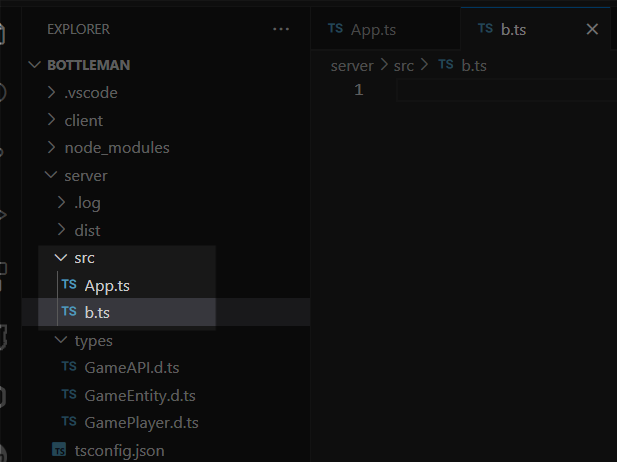 EXPLORER ...
TS App.ts
TS b.ts
BOTTLEMAN
server > src > TS b.ts
1
.vscode
client
node_modules
server
.log
dist
src
TS App.ts
TS b.ts
types
TS GameAPI.d.ts
TS GameEntity.d.ts
TS GamePlayer.d.ts
TS tsconfig.json